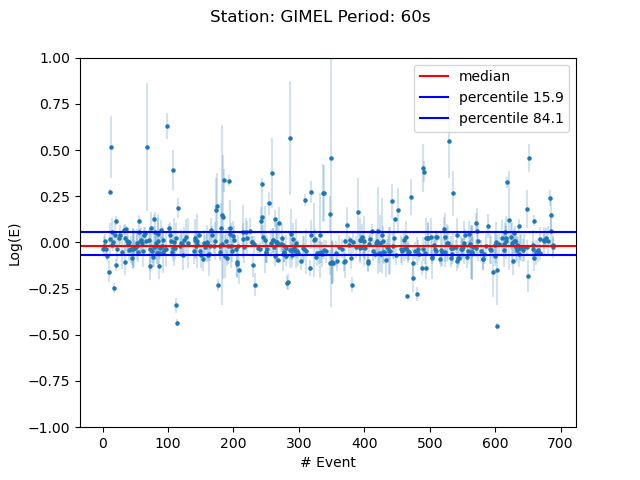 Station: GIMEL Period: 60s
median
percentile 15.9
percentile 84.1
1.00
0.75
0.50
0.25
0.00
−0.25
−0.50
−0.75
−1.00
Log(E)
0 100 200 300 400 500 600 700
# Event